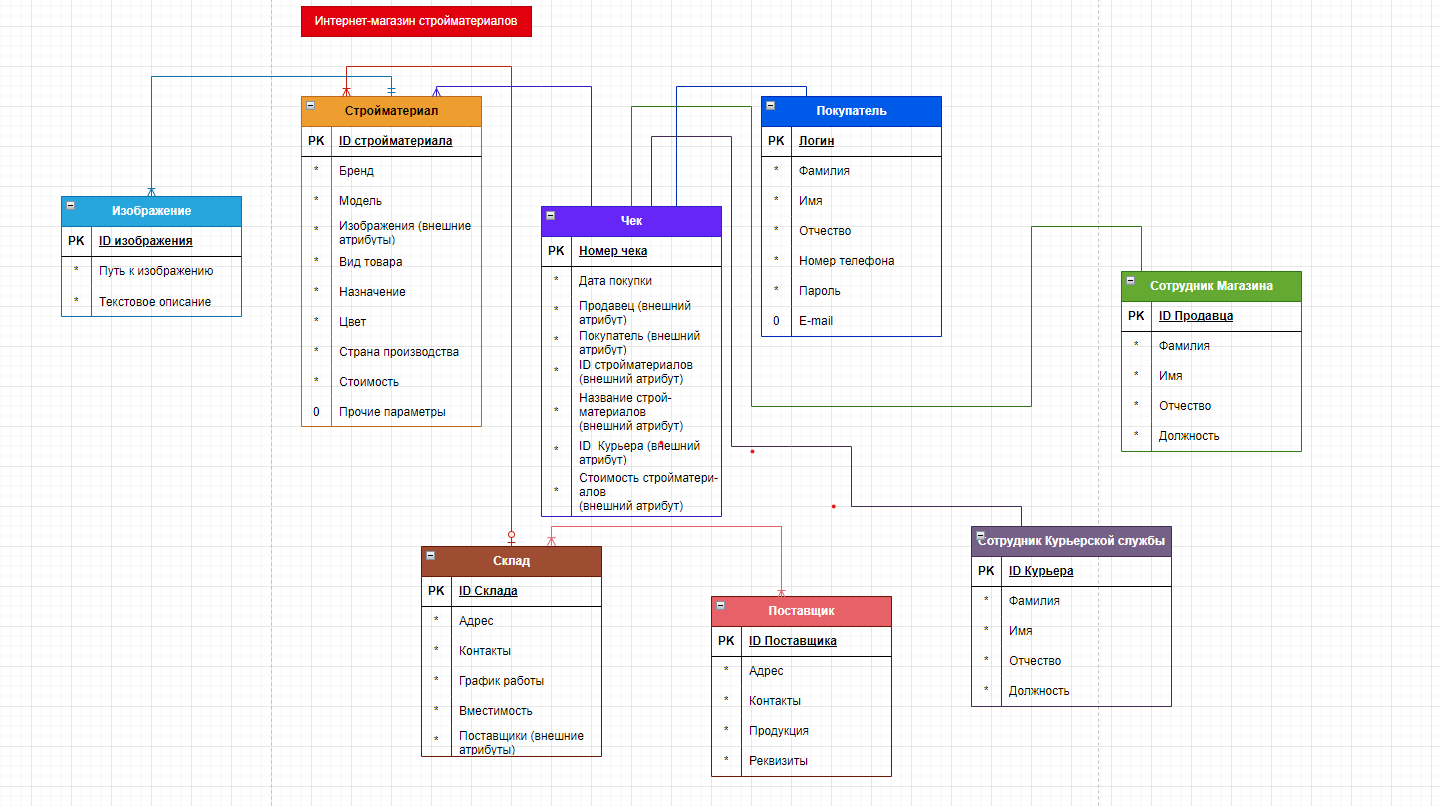 Интернет-магазин стройматериалов
Стройматериал
PK ID стройматериала
* Бренд
* Модель
* Изображения (внешние
атрибуты)
* Вид товара
* Назначение
* Цвет
* Страна производства
* Стоимость
0 Прочие параметры
Покупатель
PK Логин
* Фамилия
* Имя
* Отчество
* Номер телефона
* Пароль
0 E-mail
Изображение
PK ID изображения
* Путь к изображению
* Текстовое описание
Чек
PK Номер чека
* Дата покупки
* Продавец (внешний
атрибут)
* Покупатель (внешний
атрибут)
* ID стройматериалов
(внешний атрибут)
* Название строй-
материалов
(внешний атрибут)
* ID Курьера (внешний
атрибут)
* Стоимость стройматери-
алов
(внешний атрибут)
Сотрудник Магазина
PK ID Продавца
* Фамилия
* Имя
* Отчество
* Должность
Склад
PK ID Склада
* Адрес
* Контакты
* График работы
* Вместимость
* Поставщики (внешние
атрибуты)
Поставщик
PK ID Поставщика
* Адрес
* Контакты
* Продукция
* Реквизиты
Сотрудник Курьерской службы
PK ID Курьера
* Фамилия
* Имя
* Отчество
* Должность